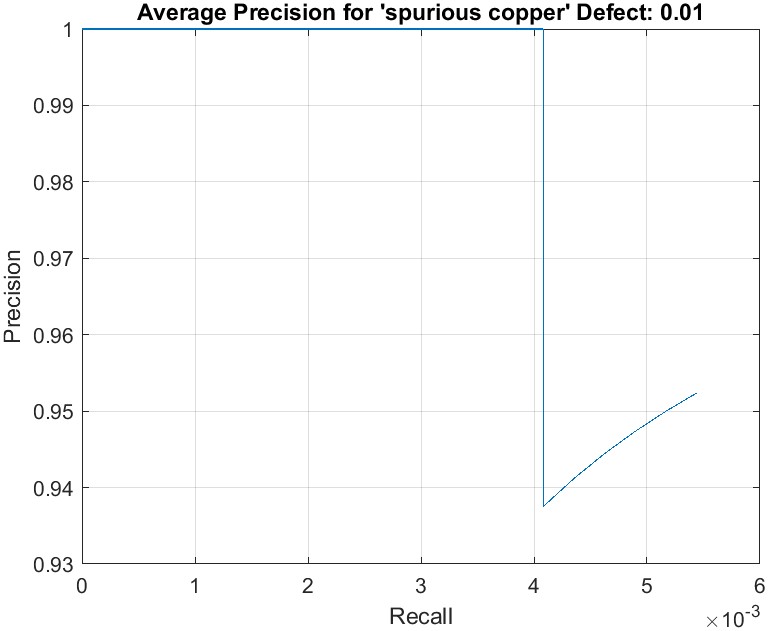 Average Precision for 'spurious copper' Defect: 0.01
1
0.99
0.98
0.97
0.96
0.95
0.94
0.93
Precision
0 1 2 3 4 5 6
Recall
×10-3